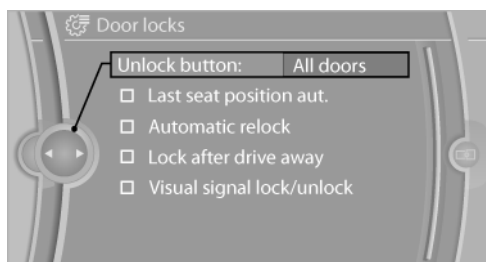 Door locks
Unlock button: All doors
Last seat position aut.
Automatic relock
Lock after drive away
Visual signal lock/unlock